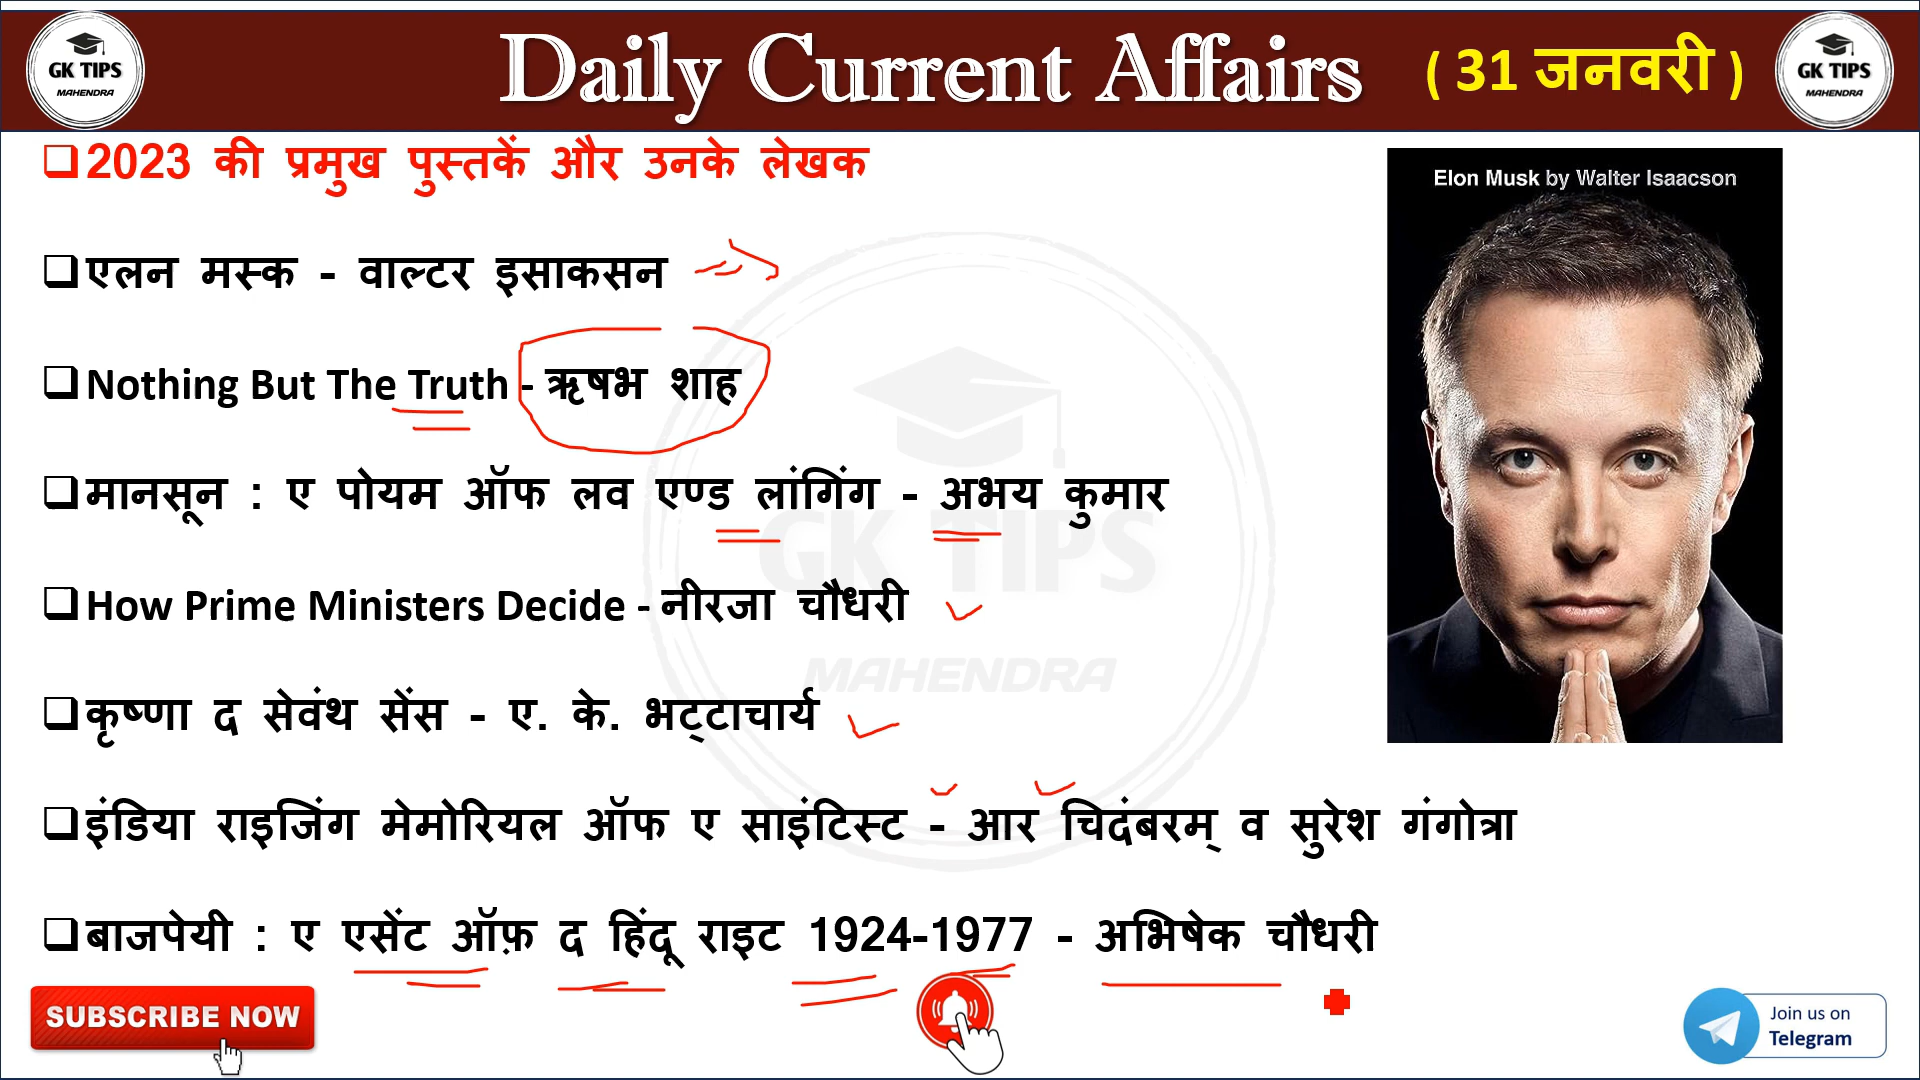 GK TIPS
MAHENDRA
Daily Current Affairs
( 31 जनवरी )
GK TIPS
MAHENDRA
2023 की प्रमुख पुस्तकें और उनके लेखक
Elon Musk by Walter Isaacson
एलन मस्क - वाल्टर इसाकसन
Nothing But The Truth - ऋषभ शाह
मानसून : ए पोयम ऑफ लव एण्ड लांगिंग - अभय कुमार
GK TIPS
How Prime Ministers Decide - नीरजा चौधरी
MAHENDRA
कृष्णा द सेवंथ सेंस - ए. के. भट्टाचार्य
इंडिया राइजिंग मेमोरियल ऑफ ए साइंटिस्ट - आर चिदंबरम् व सुरेश गंगोत्रा
बाजपेयी : ए एसेंट ऑफ़ द हिंदू राइट 1924-1977 - अभिषेक चौधरी
SUBSCRIBE NOW
Join us on
Telegram